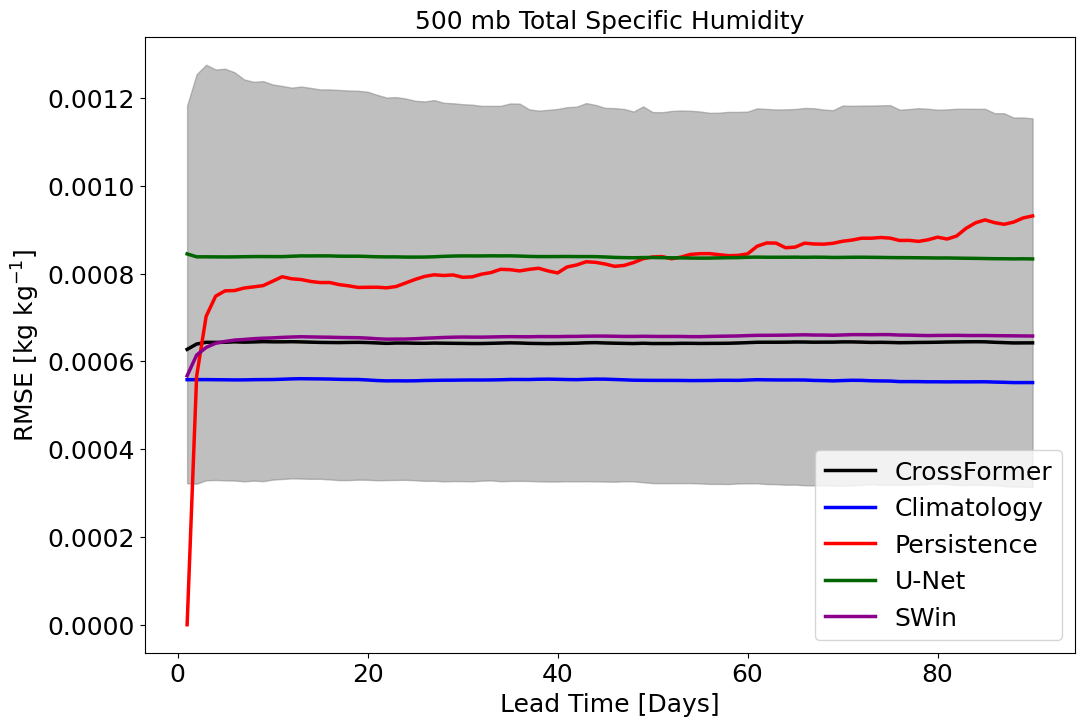 500 mb Total Specific Humidity
RMSE [kg kg⁻¹]
0.0012
0.0010
0.0008
0.0006
0.0004
0.0002
0.0000
CrossFormer
Climatology
Persistence
U-Net
SWin
0 20 40 60 80
Lead Time [Days]